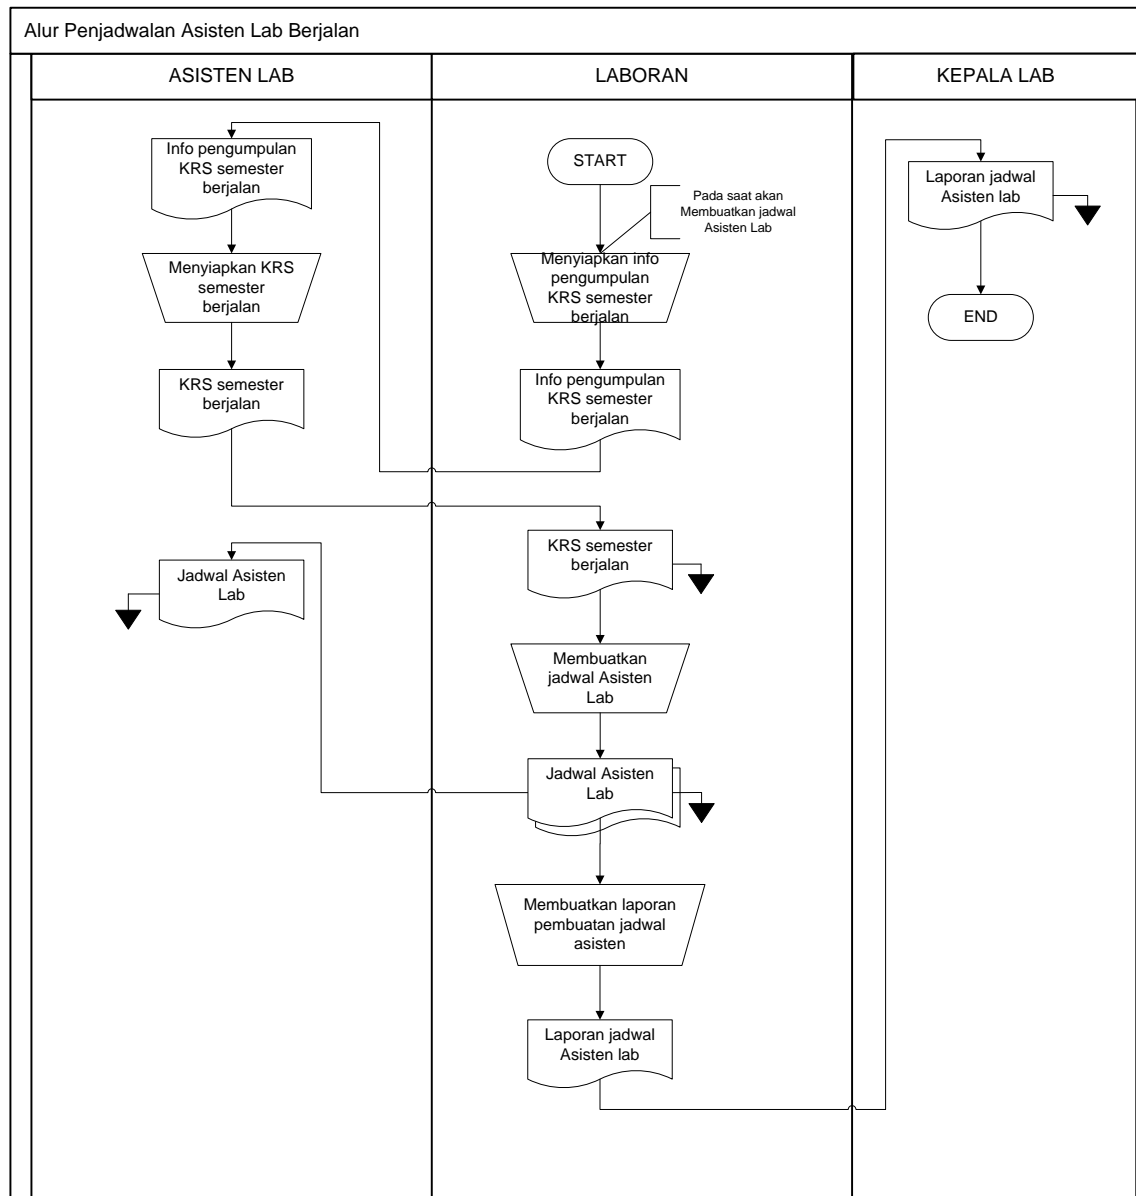 Alur Penjadwalan Asisten Lab Berjalan
ASISTEN LAB
LABORAN
KEPALA LAB
Info pengumpulan
KRS semester
berjalan
Menyiapkan KRS
semester
berjalan
KRS semester
berjalan
Jadwal Asisten
Lab
START
Pada saat akan
Membuatkan jadwal
Asisten Lab
Menyiapkan info
pengumpulan
KRS semester
berjalan
Info pengumpulan
KRS semester
berjalan
KRS semester
berjalan
Membuatkan
jadwal Asisten
Lab
Jadwal Asisten
Lab
Membuatkan laporan
pembuatan jadwal
asisten
Laporan jadwal
Asisten lab
Laporan jadwal
Asisten lab
END